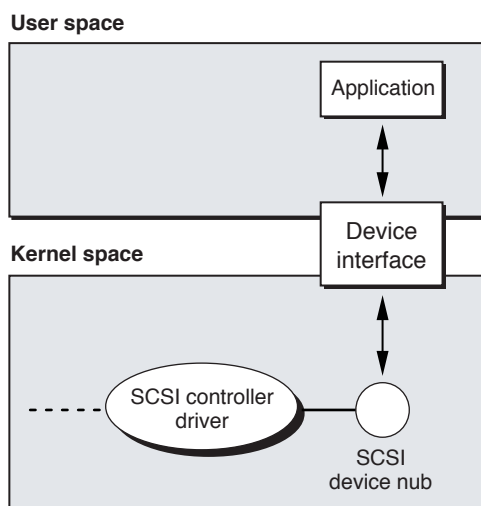 User space
Application
Device
interface
Kernel space
SCSI controller
driver
SCSI
device nub